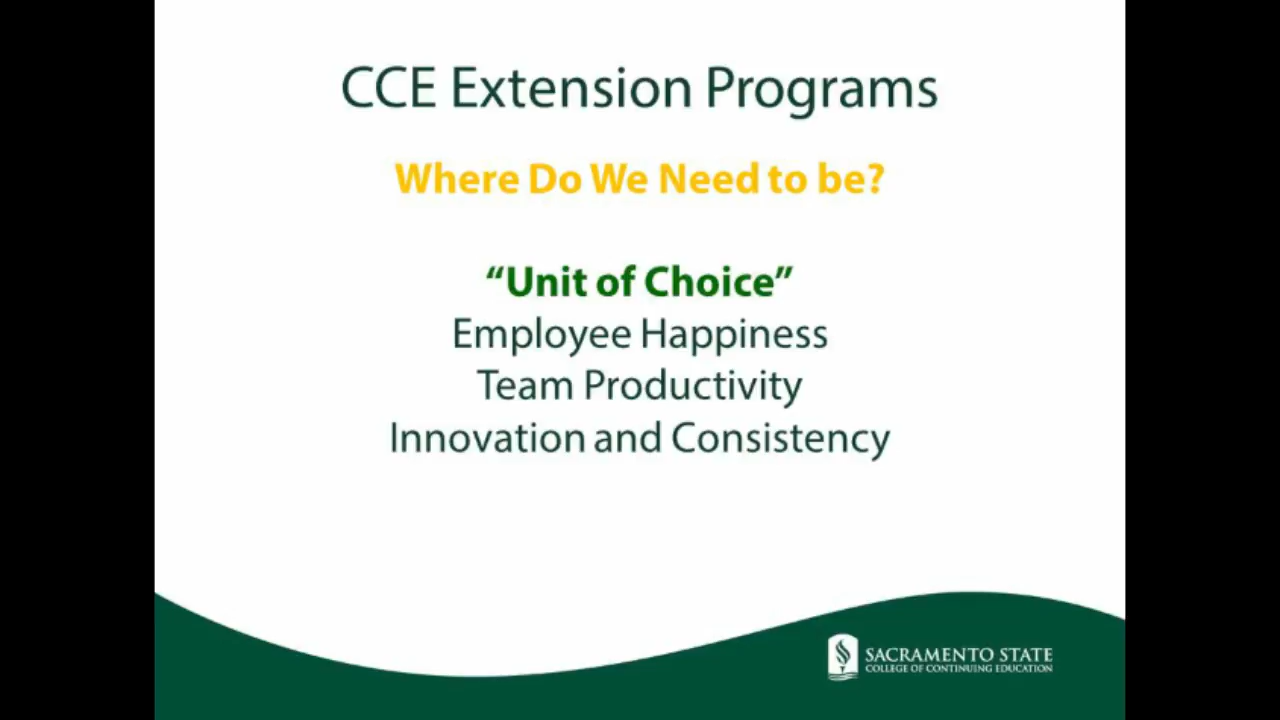 CCE Extension Programs
Where Do We Need to be?
“Unit of Choice”
Employee Happiness
Team Productivity
Innovation and Consistency
SACRAMENTO STATE
COLLEGE OF CONTINUING EDUCATION